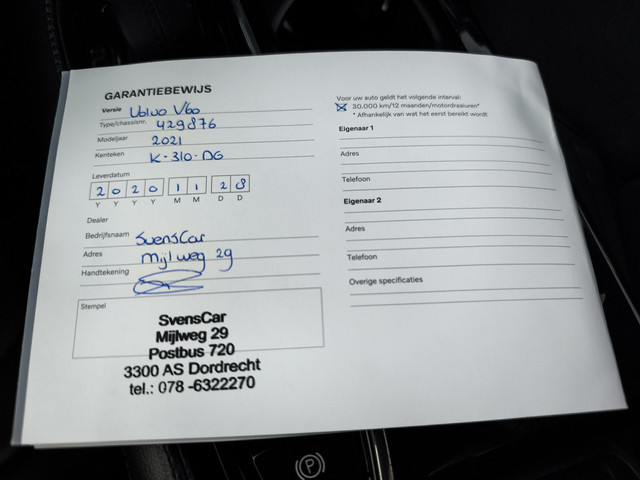 GARANTIEBEWIJS
Versie Volvo V60
Type/chassisnr. 429876
Modeljaar 2021
Kenteken K-310-DG
Leverdatum
2 0 2 0 1 1 2 8
Y Y Y Y M M D D
Dealer
Bedrijfsnaam SvensCar
Adres Mijlweg 29
Handtekening
Stempel
SvensCar
Mijlweg 29
Postbus 720
3300 AS Dordrecht
tel.: 078 -6322270
Voor uw auto geldt het volgende interval:
30.000 km/12 maanden/motordraaiuren*
* Afhankelijk van wat het eerst bereikt wordt
Eigenaar 1
Adres
Telefoon
Eigenaar 2
Adres
Telefoon
Overige specificaties
P